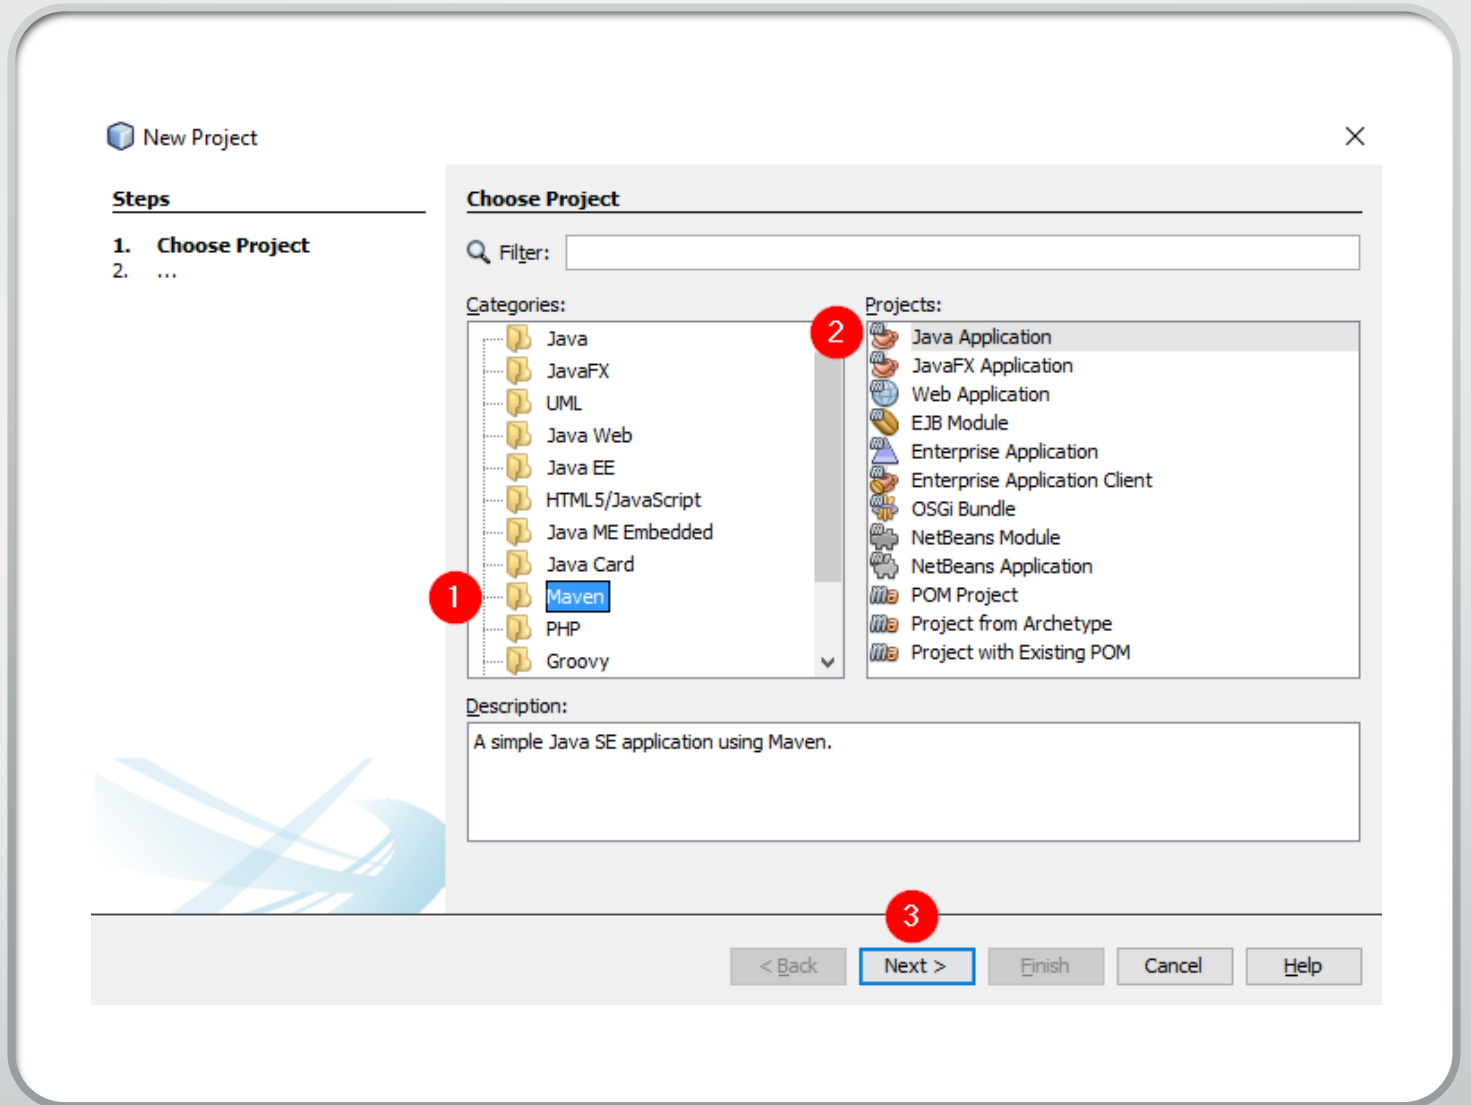 New Project
Steps
1. Choose Project
2. ...
Choose Project
Filter:
Categories:
Java
JavaFX
UML
Java Web
Java EE
HTML5/JavaScript
Java ME Embedded
Java Card
1
Maven
PHP
Groovy
Projects:
2
Java Application
JavaFX Application
Web Application
EJB Module
Enterprise Application
Enterprise Application Client
OSGi Bundle
NetBeans Module
NetBeans Application
POM Project
Project from Archetype
Project with Existing POM
Description:
A simple Java SE application using Maven.
3
< Back Next > Finish Cancel Help